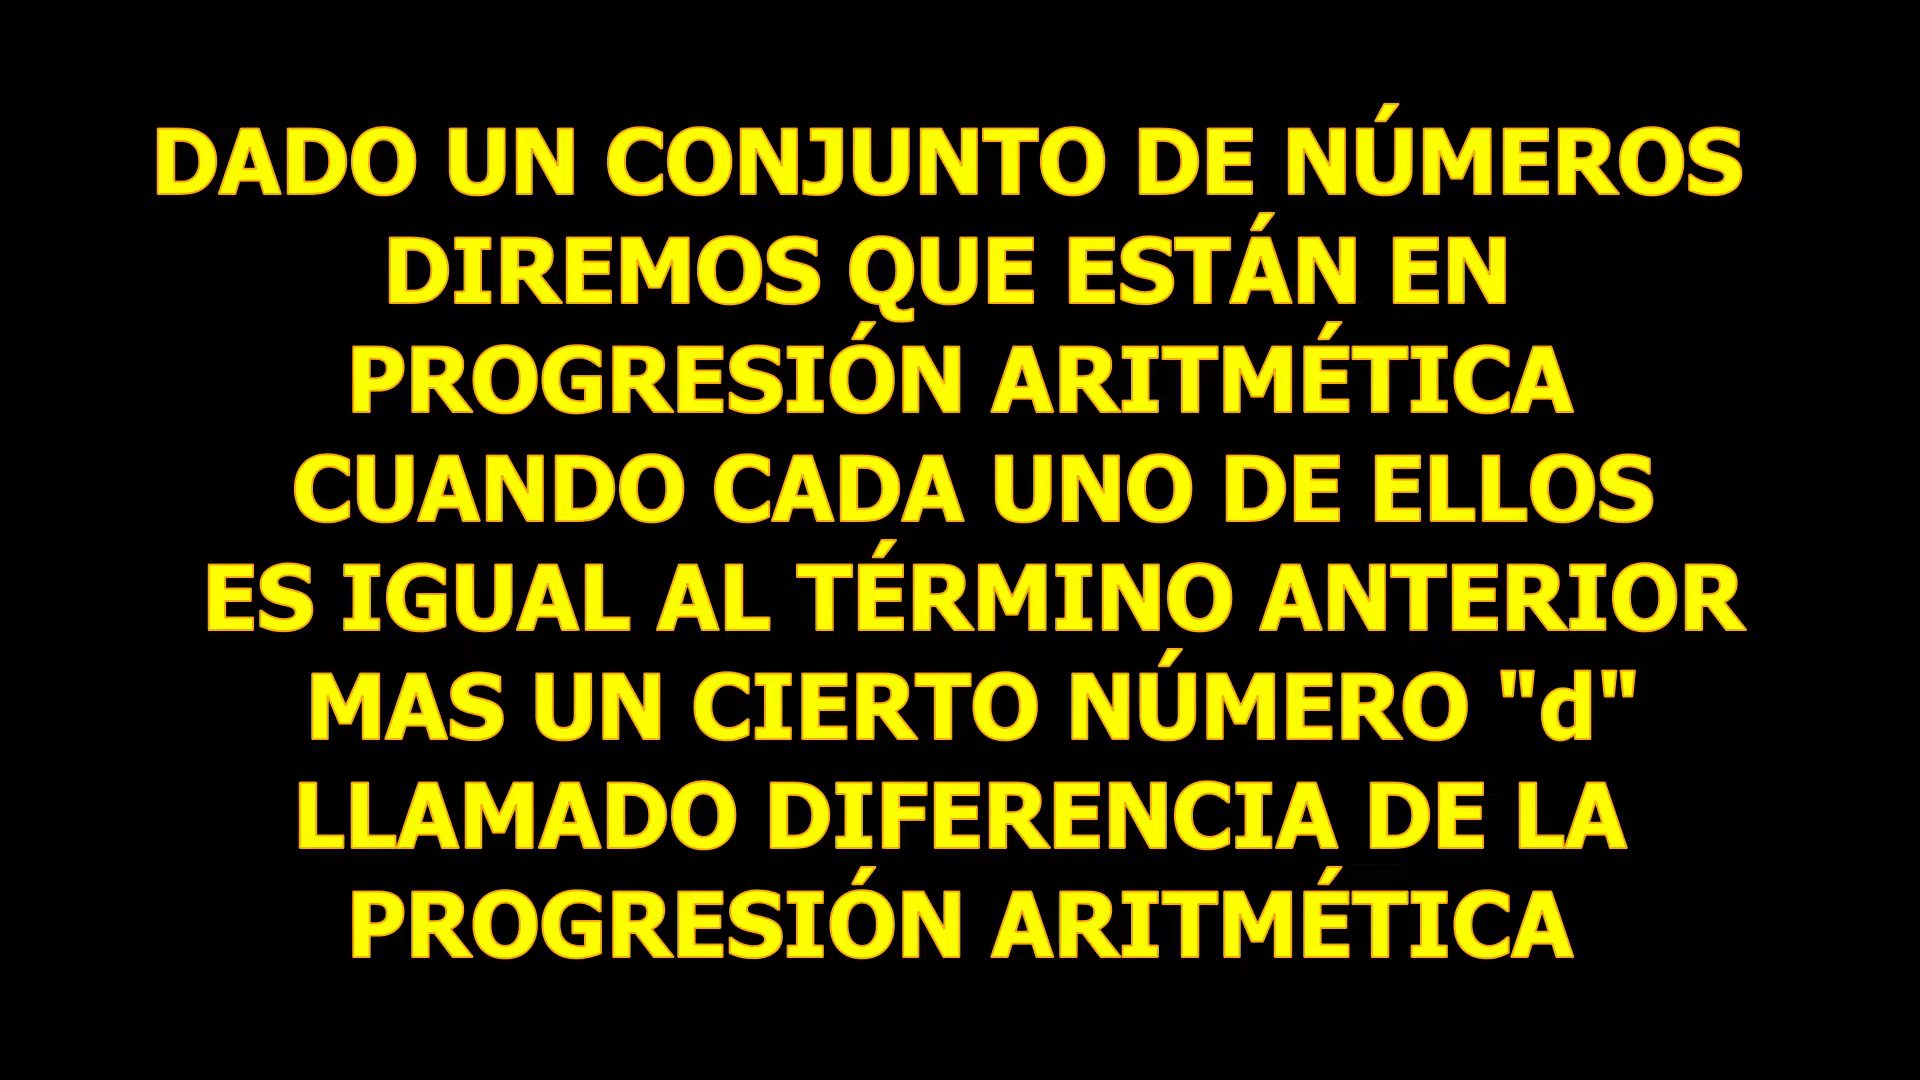 DADO UN CONJUNTO DE NÚMEROS
DIREMOS QUE ESTÁN EN
PROGRESIÓN ARITMÉTICA
CUANDO CADA UNO DE ELLOS
ES IGUAL AL TÉRMINO ANTERIOR
MAS UN CIERTO NÚMERO "d"
LLAMADO DIFERENCIA DE LA
PROGRESIÓN ARITMÉTICA